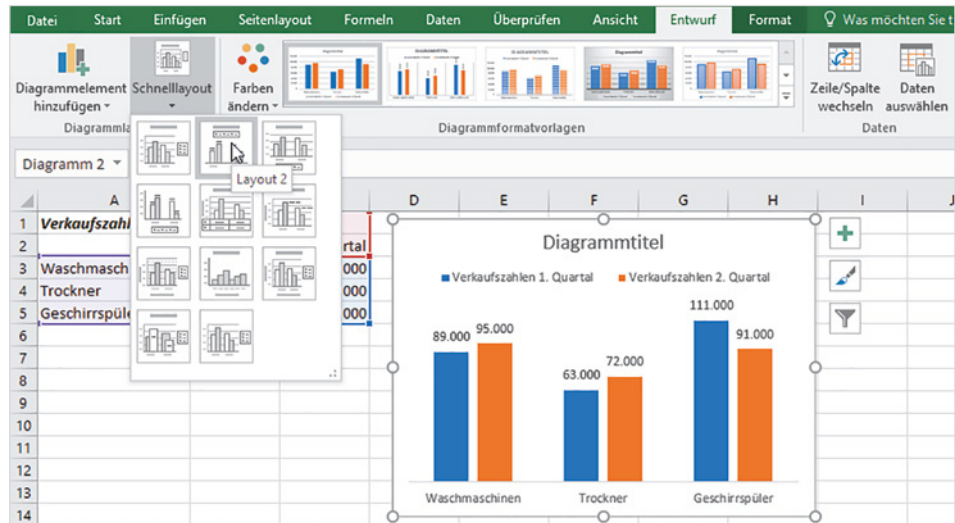 Datei Start Einfügen Seitenlayout Formeln Daten Überprüfen Ansicht Entwurf Format Was möchten Sie t
Diagrammelement hinzufügen
Schnelllayout
Farben ändern
Zeile/Spalte wechseln
Daten auswählen
Diagrammla
Diagrammformatvorlagen
Daten
Diagramm 2
Layout 2
A D E F G H I J
1 Verkaufszahl
2 rtal
3 Waschmasch 000
4 Trockner 000
5 Geschirrspüle 000
6
7
8
9
10
11
12
13
14
Diagrammtitel
Verkaufszahlen 1. Quartal Verkaufszahlen 2. Quartal
89.000 95.000 63.000 72.000 111.000 91.000
Waschmaschinen Trockner Geschirrspüler